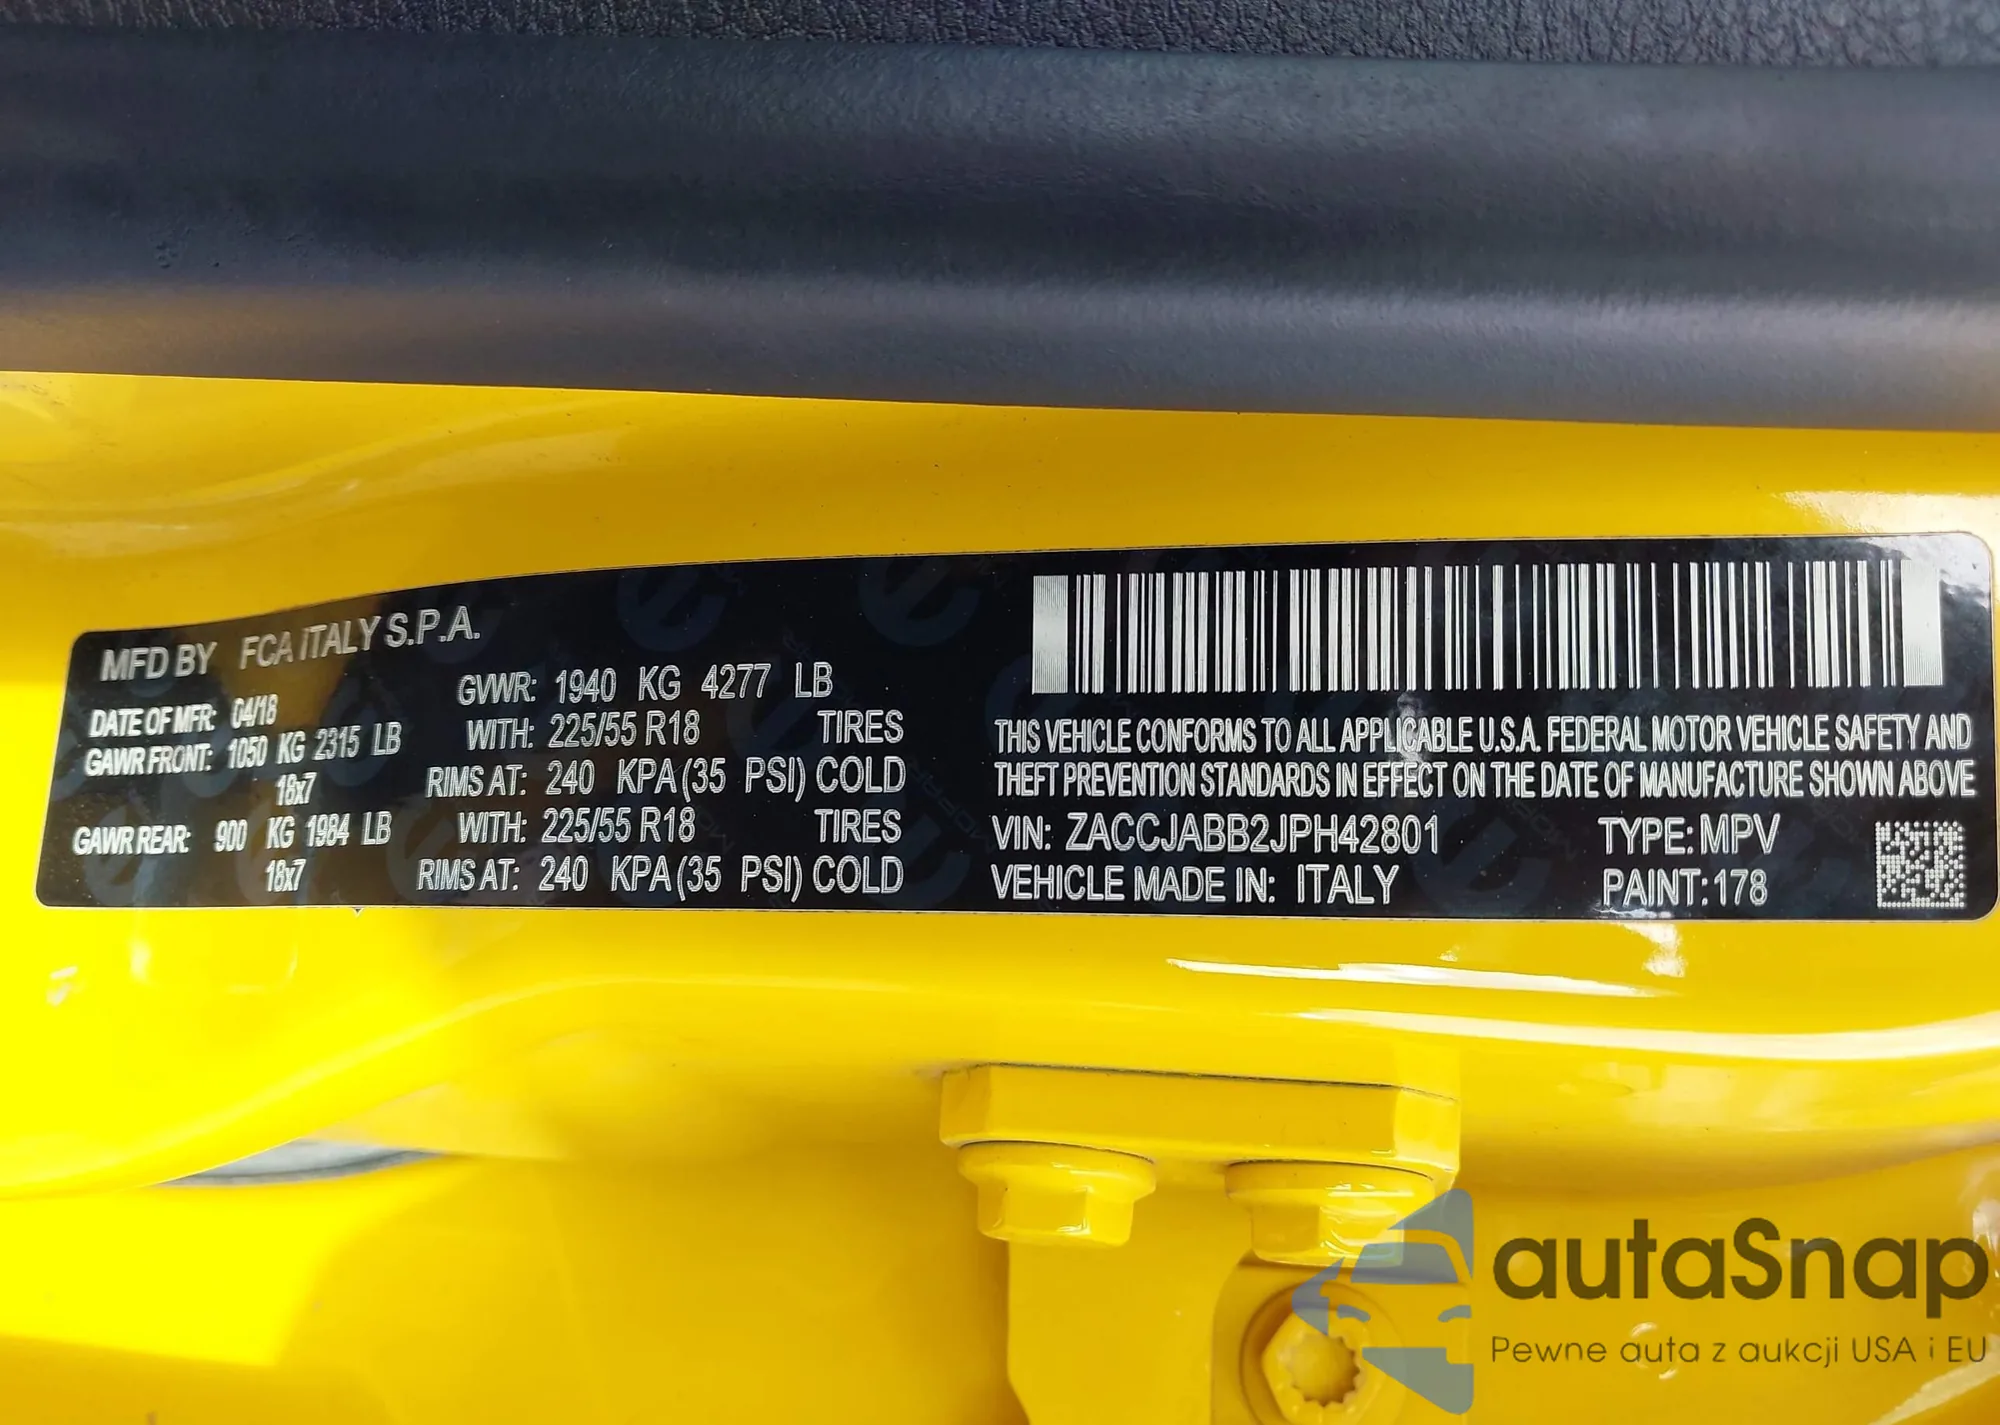 MFD BY FCA ITALY S.P.A.
DATE OF MFR: 04/18 GVWR: 1940 KG 4277 LB
GAWR FRONT: 1050 KG 2315 LB WITH: 225/55 R18 TIRES
18x7 RIMS AT: 240 KPA (35 PSI) COLD
GAWR REAR: 900 KG 1984 LB WITH: 225/55 R18 TIRES
18x7 RIMS AT: 240 KPA (35 PSI) COLD
THIS VEHICLE CONFORMS TO ALL APPLICABLE U.S.A. FEDERAL MOTOR VEHICLE SAFETY AND
THEFT PREVENTION STANDARDS IN EFFECT ON THE DATE OF MANUFACTURE SHOWN ABOVE
VIN: ZACCJABB2JPH42801 TYPE: MPV
VEHICLE MADE IN: ITALY PAINT: 178
autaSnap
Pewne auta z aukcji USA i EU